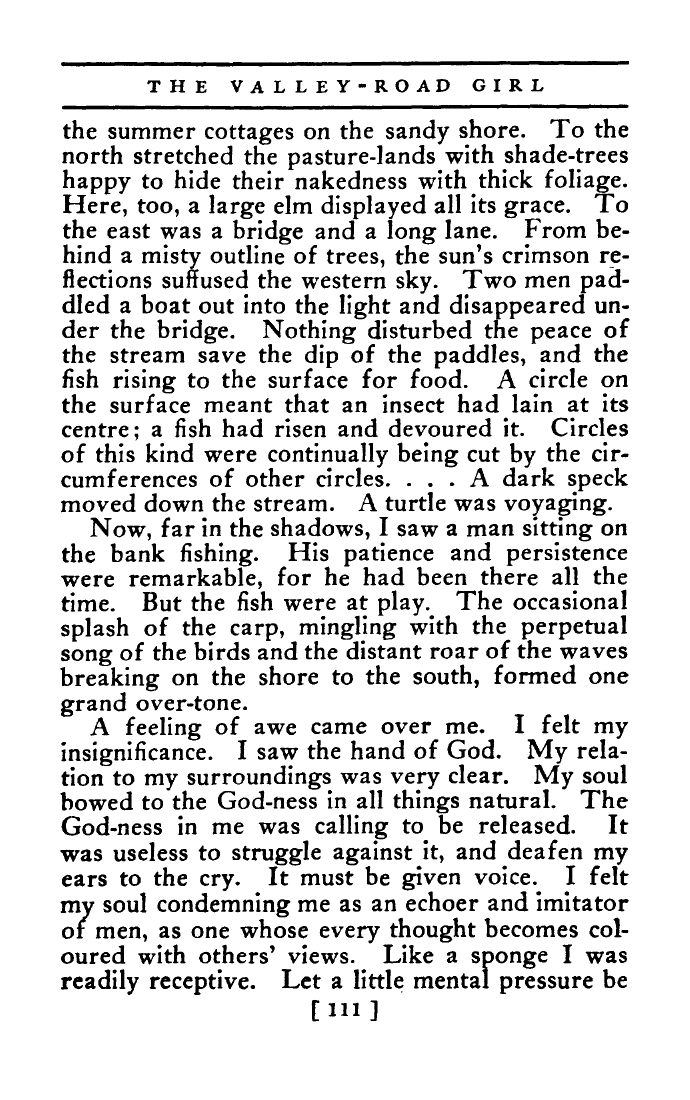 THE VALLEY-ROAD GIRL
the summer cottages on the sandy shore. To the
north stretched the pasture-lands with shade-trees
happy to hide their nakedness with thick foliage.
Here, too, a large elm displayed all its grace. To
the east was a bridge and a long lane. From be-
hind a misty outline of trees, the sun's crimson re-
flections suffused the western sky. Two men pad-
dled a boat out into the light and disappeared un-
der the bridge. Nothing disturbed the peace of
the stream save the dip of the paddles, and the
fish rising to the surface for food. A circle on
the surface meant that an insect had lain at its
centre; a fish had risen and devoured it. Circles
of this kind were continually being cut by the cir-
cumferences of other circles. . . . A dark speck
moved down the stream. A turtle was voyaging.
Now, far in the shadows, I saw a man sitting on
the bank fishing. His patience and persistence
were remarkable, for he had been there all the
time. But the fish were at play. The occasional
splash of the carp, mingling with the perpetual
song of the birds and the distant roar of the waves
breaking on the shore to the south, formed one
grand over-tone.
A feeling of awe came over me. I felt my
insignificance. I saw the hand of God. My rela-
tion to my surroundings was very clear. My soul
bowed to the God-ness in all things natural. The
God-ness in me was calling to be released. It
was useless to struggle against it, and deafen my
ears to the cry. It must be given voice. I felt
my soul condemning me as an echoer and imitator
of men, as one whose every thought becomes col-
oured with others' views. Like a sponge I was
readily receptive. Let a little mental pressure be
[ 111 ]